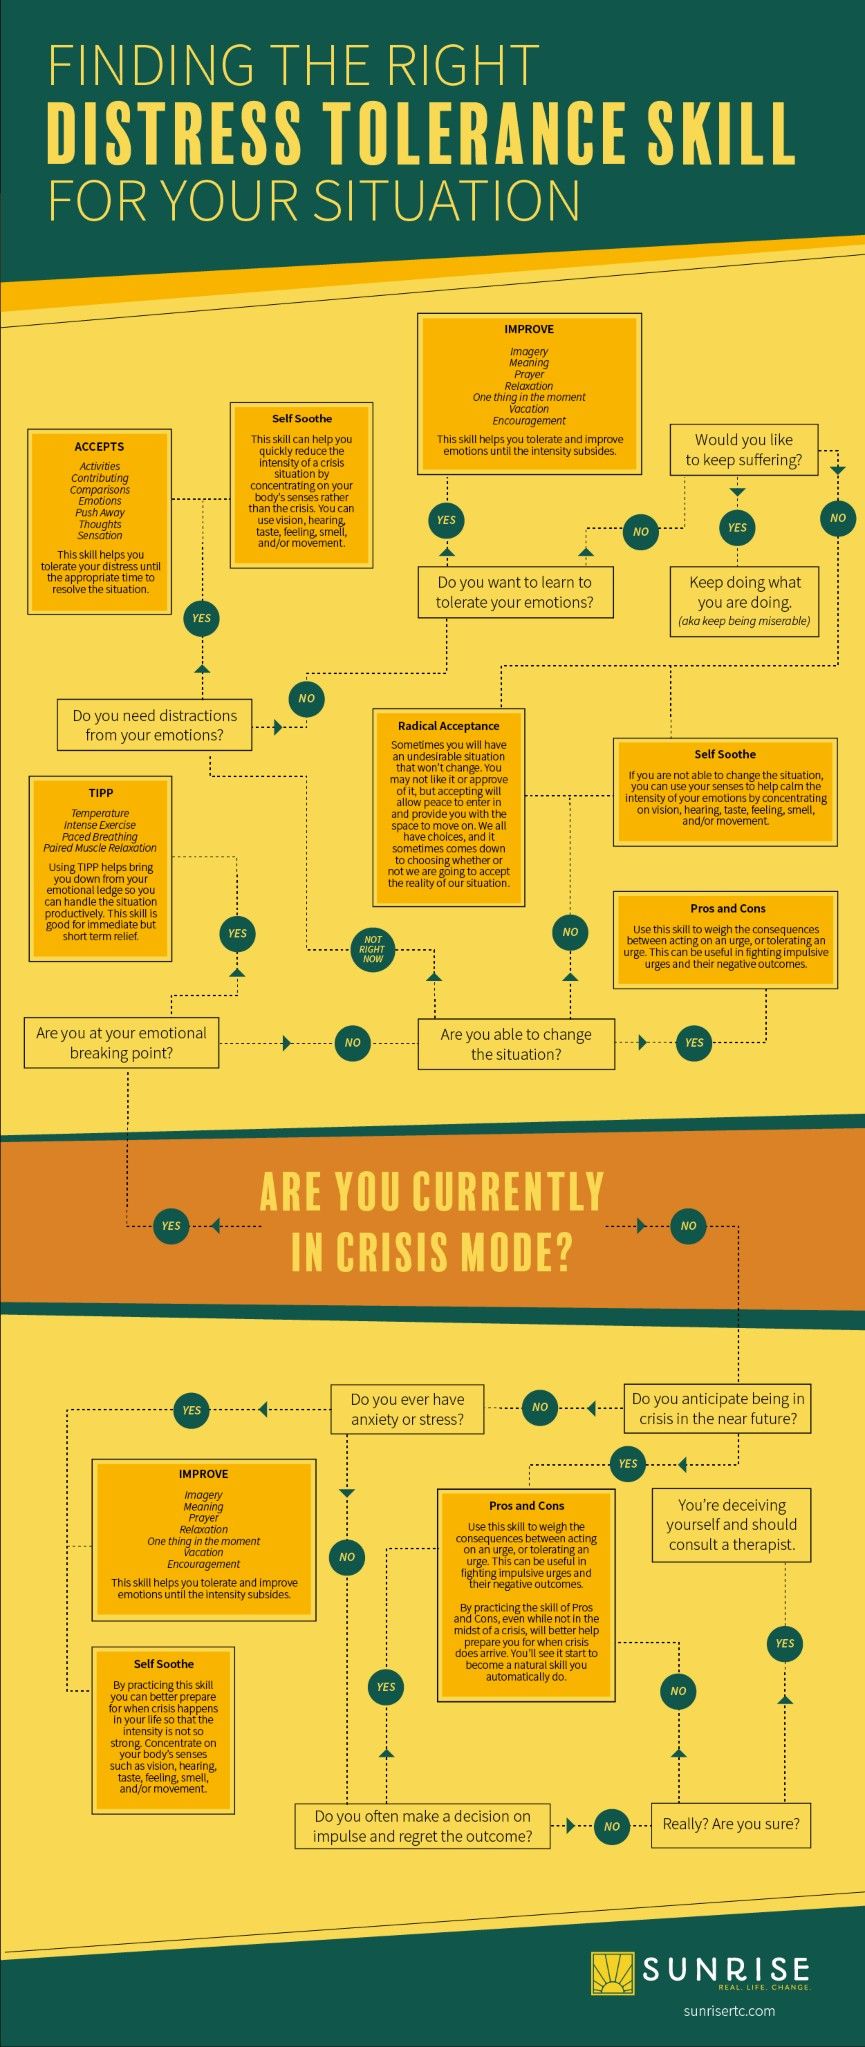 FINDING THE RIGHT
DISTRESS TOLERANCE SKILL
FOR YOUR SITUATION
IMPROVE
Imagery
Meaning
Prayer
Relaxation
One thing in the moment
Vacation
Encouragement
This skill helps you tolerate and improve
emotions until the intensity subsides.
Self Soothe
This skill can help you
quickly reduce the
intensity of a crisis
situation by
concentrating on your
body's senses rather
than the crisis. You can
use vision, hearing,
taste, feeling, smell,
and/or movement.
ACCEPTS
Activities
Contributing
Comparisons
Emotions
Push Away
Thoughts
Sensation
This skill helps you
tolerate your distress until
the appropriate time to
resolve the situation.
Would you like
to keep suffering?
NO
YES
NO
YES
Do you want to learn to
tolerate your emotions?
Keep doing what
you are doing.
(aka keep being miserable)
YES
NO
Do you need distractions
from your emotions?
Radical Acceptance
Sometimes you will have
an undesirable situation
that won't change. You
may not like it or approve
of it, but accepting will
allow peace to enter in
and provide you with the
space to move on. We all
have choices, and it
sometimes comes down
to choosing whether or
not we are going to accept
the reality of our situation.
Self Soothe
If you are not able to change the situation,
you can use your senses to help calm the
intensity of your emotions by concentrating
on vision, hearing, taste, feeling, smell,
and/or movement.
TIPP
Temperature
Intense Exercise
Paced Breathing
Paired Muscle Relaxation
Using TIPP helps bring
you down from your
emotional ledge so you
can handle the situation
productively. This skill is
good for immediate but
short term relief.
Pros and Cons
Use this skill to weigh the consequences
between acting on an urge, or tolerating an
urge. This can be useful in fighting impulsive
urges and their negative outcomes.
YES
NOT
RIGHT
NOW
NO
Are you at your emotional
breaking point?
NO
Are you able to change
the situation?
YES
ARE YOU CURRENTLY
IN CRISIS MODE?
YES
NO
Do you anticipate being in
crisis in the near future?
NO
Do you ever have
anxiety or stress?
YES
YES
IMPROVE
Imagery
Meaning
Prayer
Relaxation
One thing in the moment
Vacation
Encouragement
This skill helps you tolerate and improve
emotions until the intensity subsides.
NO
Pros and Cons
Use this skill to weigh the
consequences between acting
on an urge, or tolerating an
urge. This can be useful in
fighting impulsive urges and
their negative outcomes.
By practicing the skill of Pros
and Cons, even while not in the
midst of a crisis, will better help
prepare you for when crisis
does arrive. You'll see it start to
become a natural skill you
automatically do.
You're deceiving
yourself and should
consult a therapist.
Self Soothe
By practicing this skill
you can better prepare
for when crisis happens
in your life so that the
intensity is not so
strong. Concentrate on
your body's senses
such as vision, hearing,
taste, feeling, smell,
and/or movement.
YES
NO
YES
Do you often make a decision on
impulse and regret the outcome?
NO
Really? Are you sure?
SUNRISE
REAL. LIFE. CHANGE.
sunrisertc.com